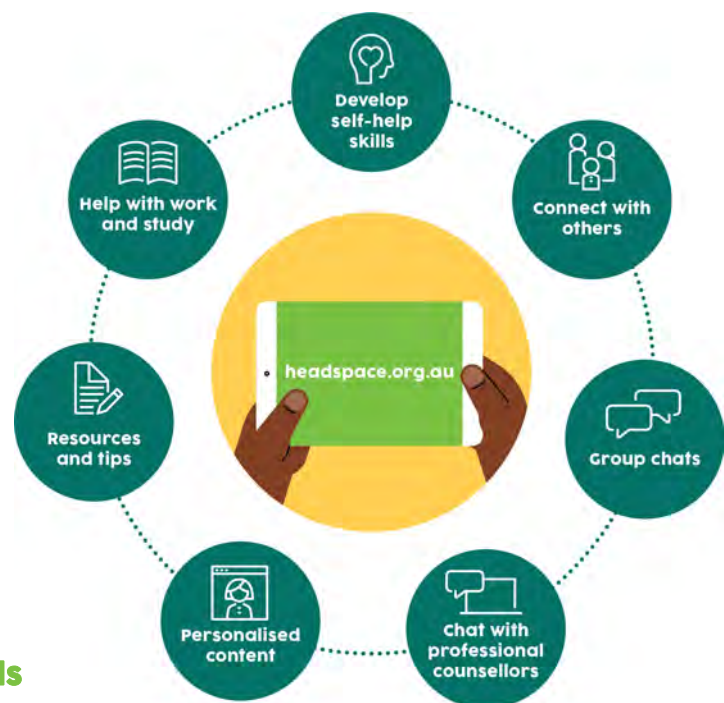 Develop
self-help
skills
Connect with
others
Group chats
Chat with
professional
counsellors
Personalised
content
Resources
and tips
Help with work
and study
headspace.org.au
ls